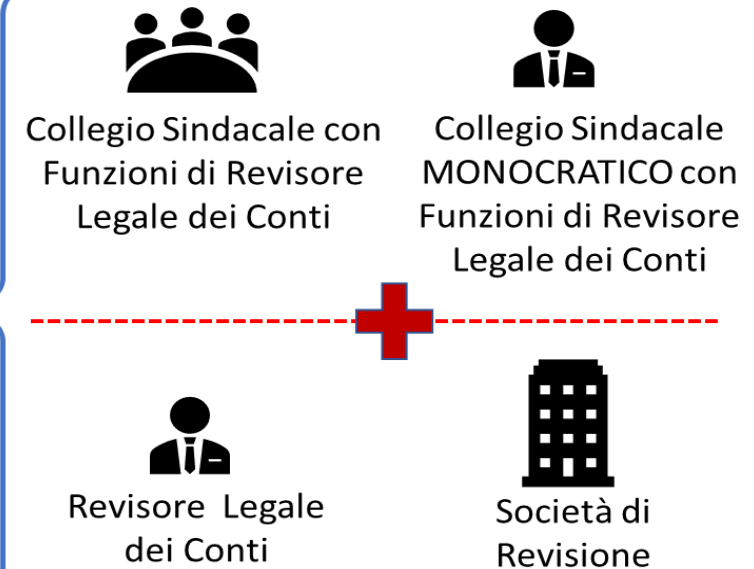 Collegio Sindacale con
Funzioni di Revisore
Legale dei Conti
Collegio Sindacale
MONOCRATICO con
Funzioni di Revisore
Legale dei Conti
Revisore Legale
dei Conti
Società di
Revisione